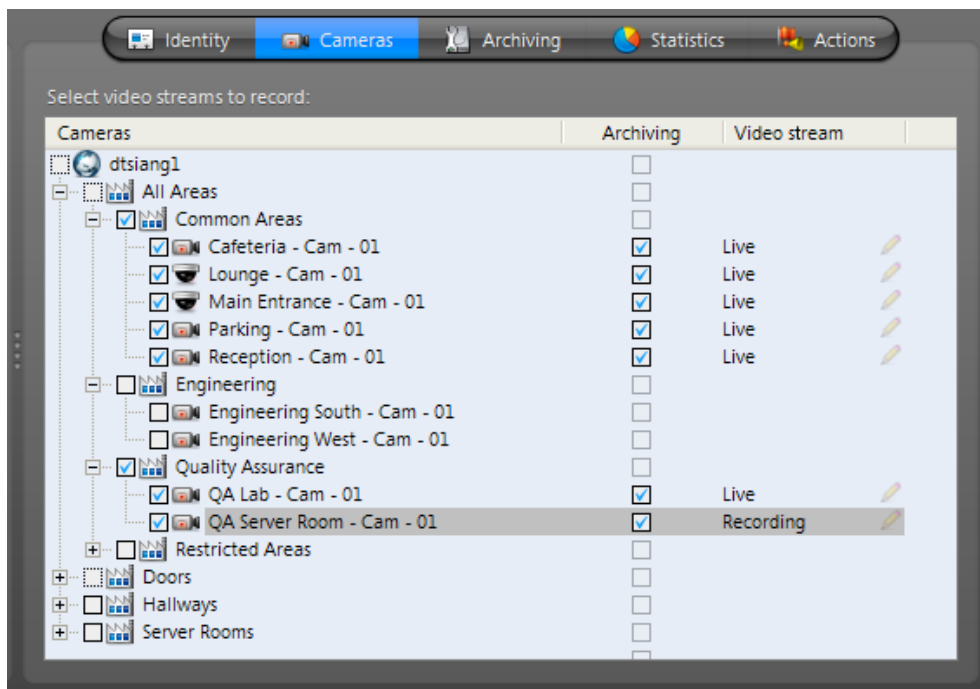 Identity Cameras Archiving Statistics Actions
Select video streams to record:
Cameras Archiving Video stream
dtsiang1
All Areas
Common Areas
Cafeteria - Cam - 01 Live
Lounge - Cam - 01 Live
Main Entrance - Cam - 01 Live
Parking - Cam - 01 Live
Reception - Cam - 01 Live
Engineering
Engineering South - Cam - 01
Engineering West - Cam - 01
Quality Assurance
QA Lab - Cam - 01 Live
QA Server Room - Cam - 01 Recording
Restricted Areas
Doors
Hallways
Server Rooms